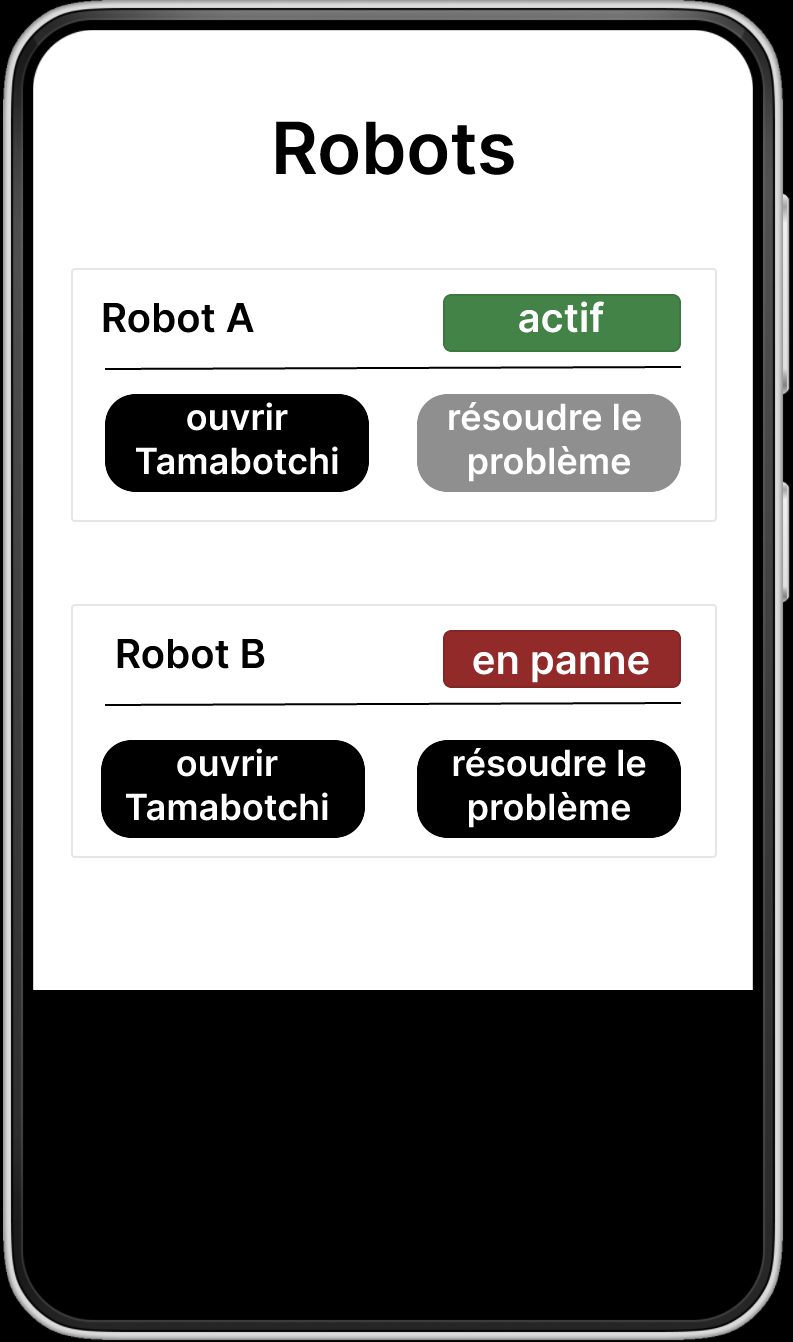 Robots
Robot A
actif
ouvrir
Tamabotchi
résoudre le
problème
Robot B
en panne
ouvrir
Tamabotchi
résoudre le
problème